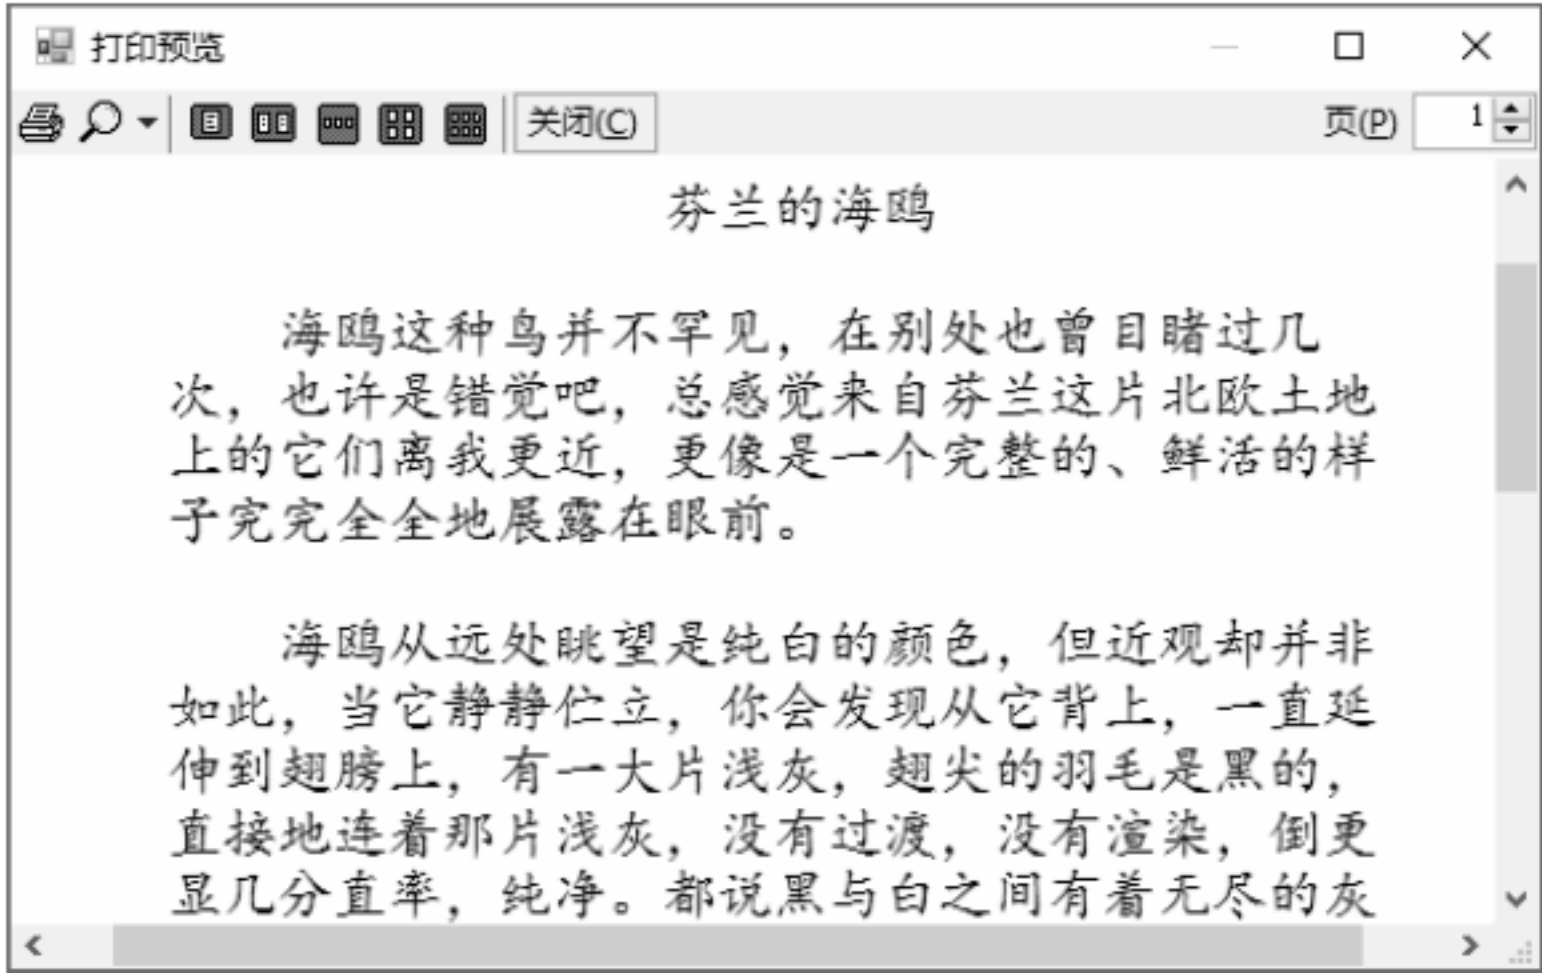 打印预览
关闭(C) 页(P) 1
芬兰的海鸥
海鸥这种鸟并不罕见，在别处也曾目睹过几
次，也许是错觉吧，总感觉来自芬兰这片北欧土地
上的它们离我更近，更像是一个完整的、鲜活的样
子完完全全地展露在眼前。
海鸥从远处眺望是纯白的颜色，但近观却并非
如此，当它静静伫立，你会发现从它背上，一直延
伸到翅膀上，有一大片浅灰，翅尖的羽毛是黑的，
直接地连着那片浅灰，没有过渡，没有渲染，倒更
显几分直率，纯净。都说黑与白之间有着无尽的灰